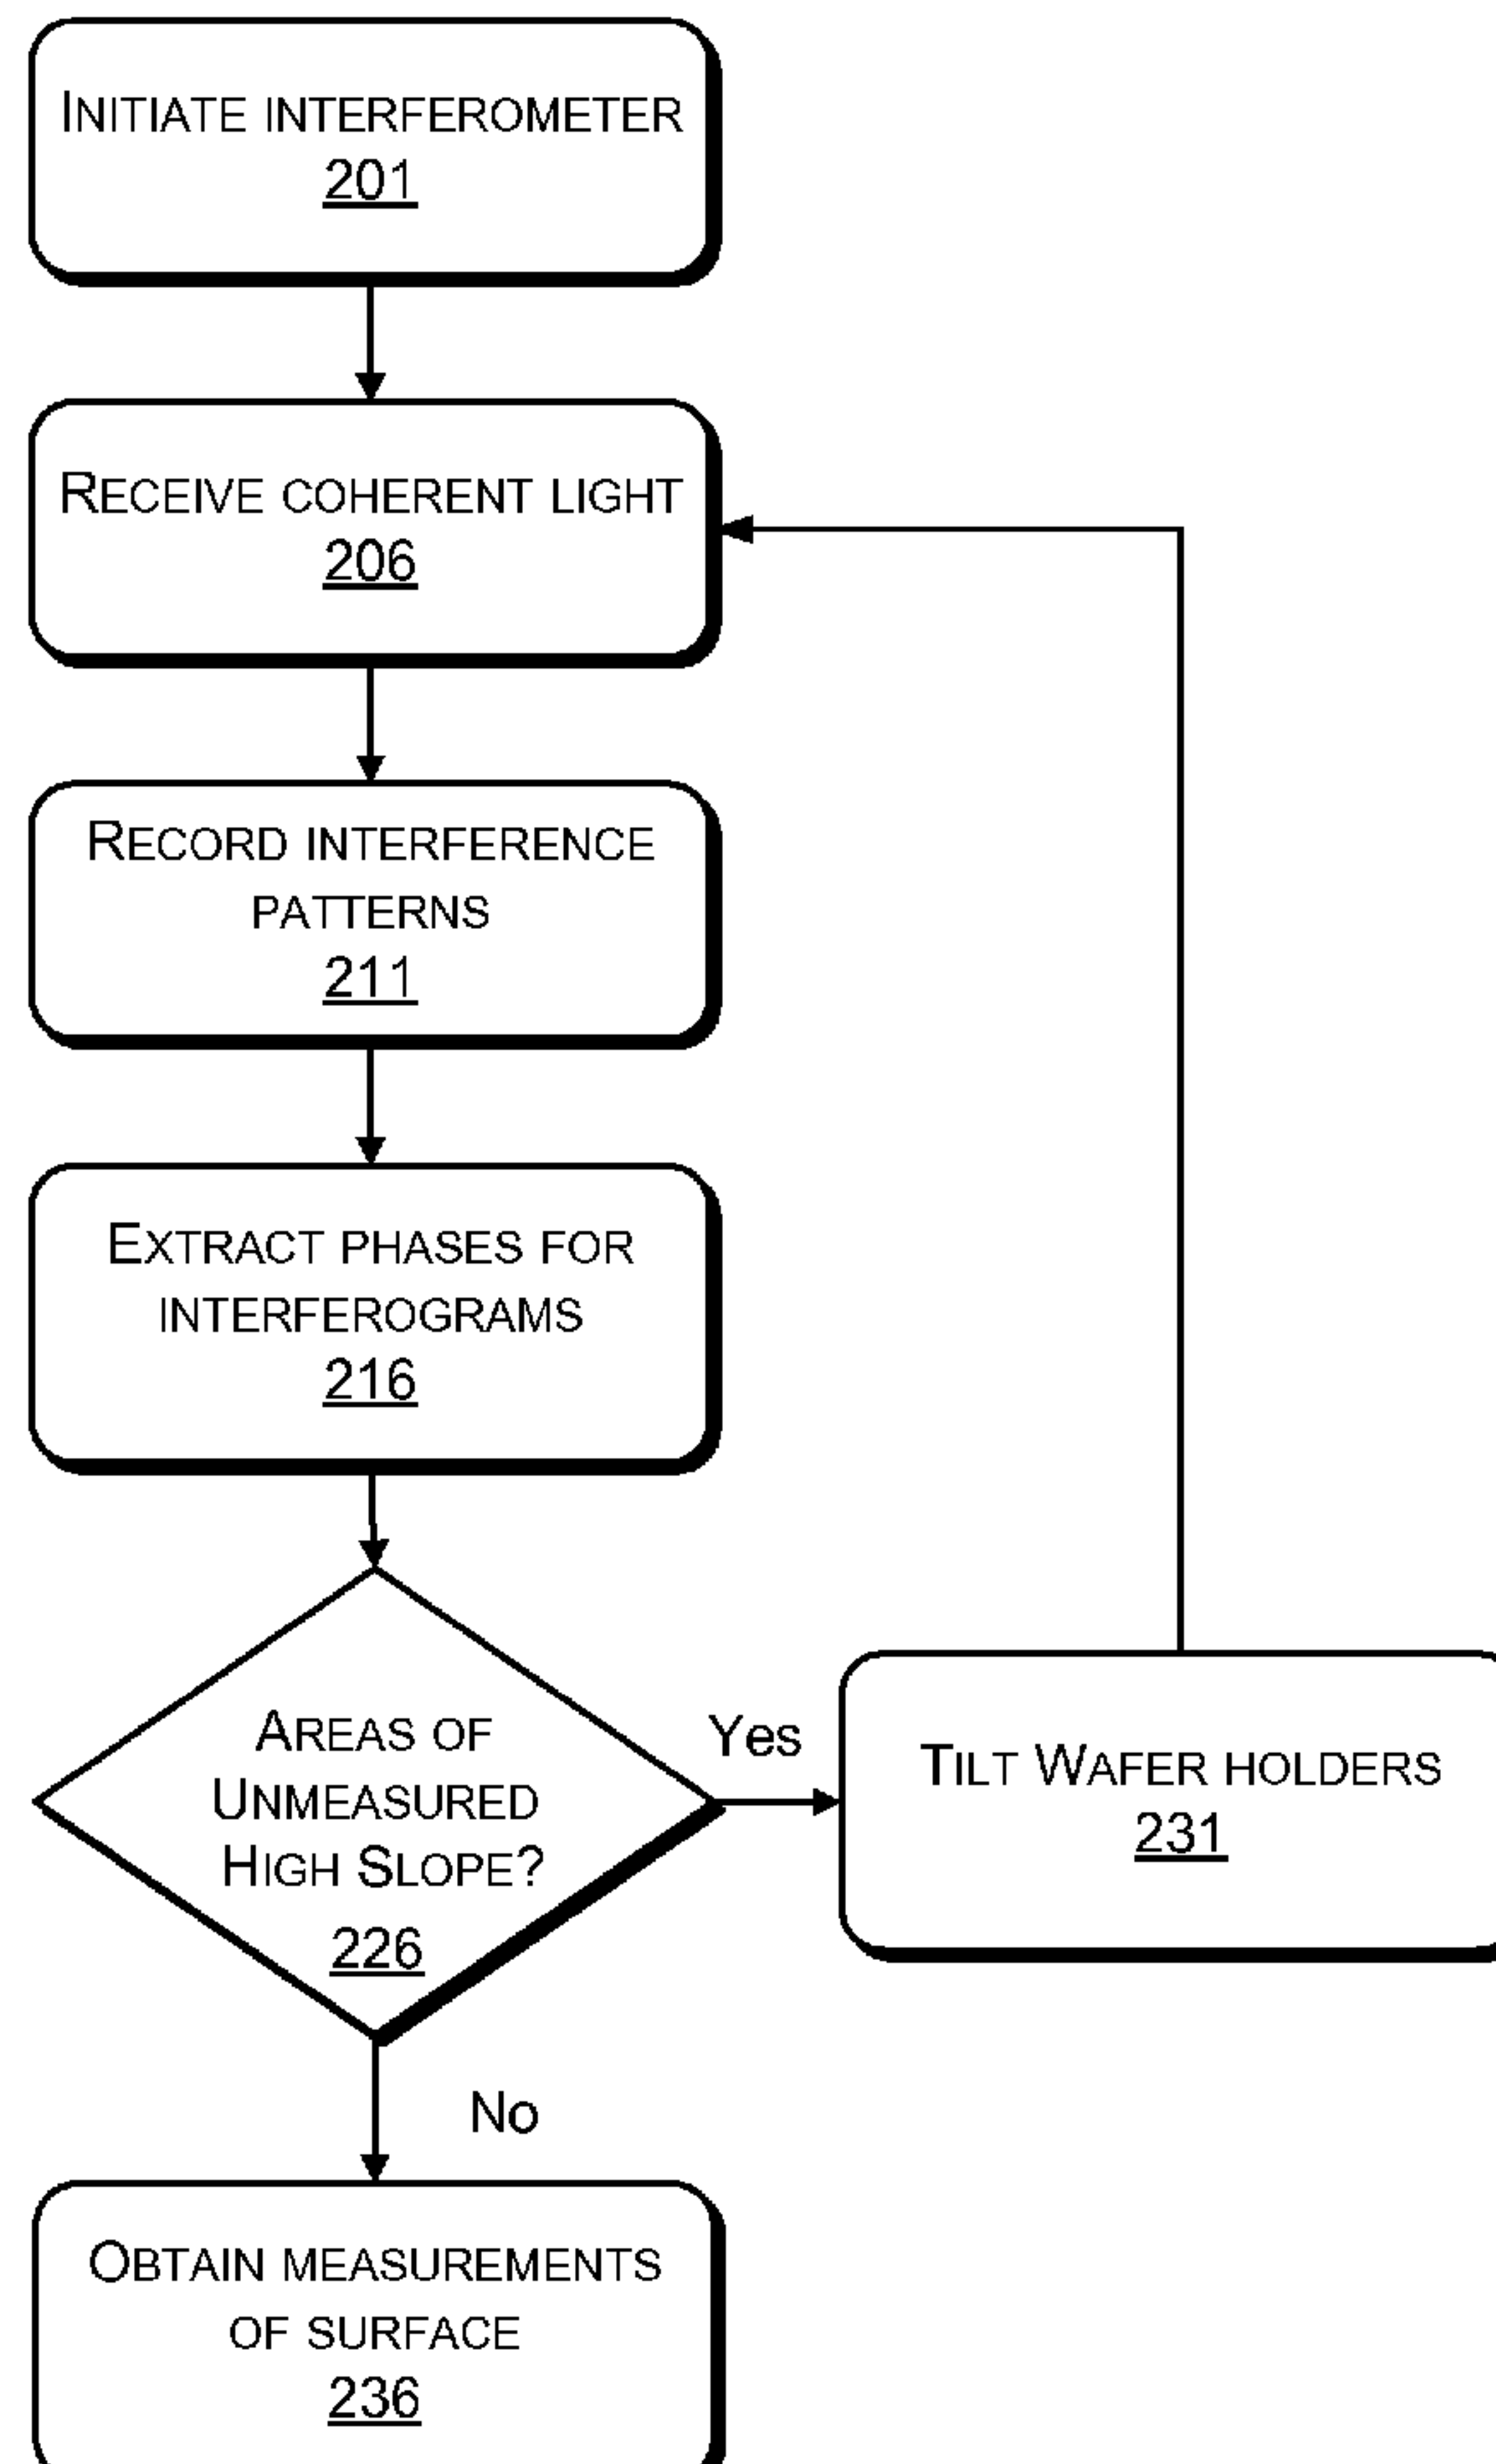 INITIATE INTERFEROMETER
201
RECEIVE COHERENT LIGHT
206
RECORD INTERFERENCE
PATTERNS
211
EXTRACT PHASES FOR
INTERFEROGRAMS
216
AREAS OF
UNMEASURED
HIGH SLOPE?
226
Yes
TILT WAFER HOLDERS
231
No
OBTAIN MEASUREMENTS
OF SURFACE
236